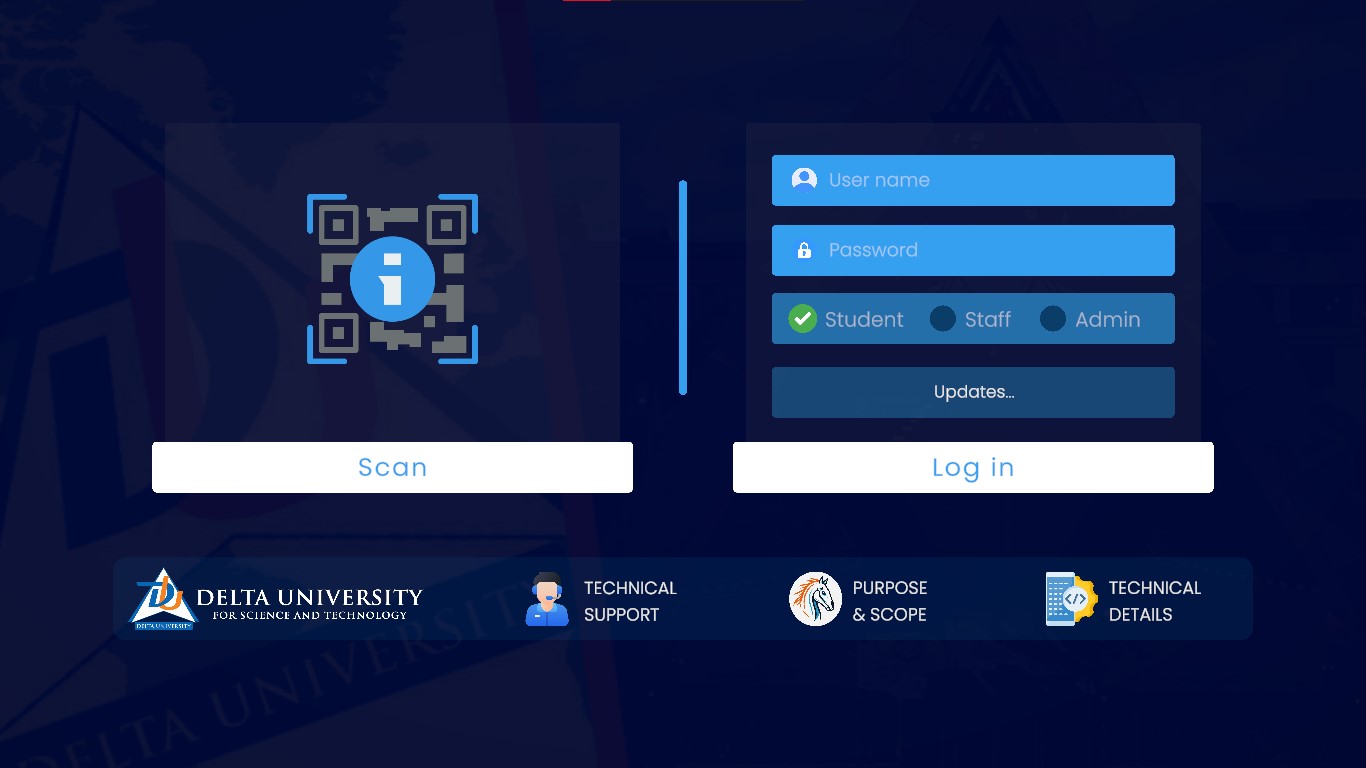 User name
Password
Student Staff Admin
Updates...
Scan
Log in
DELTA UNIVERSITY
FOR SCIENCE AND TECHNOLOGY
DELTA UNIVERSITY
TECHNICAL
SUPPORT
PURPOSE
& SCOPE
TECHNICAL
DETAILS
DELTA UNIVERSITY